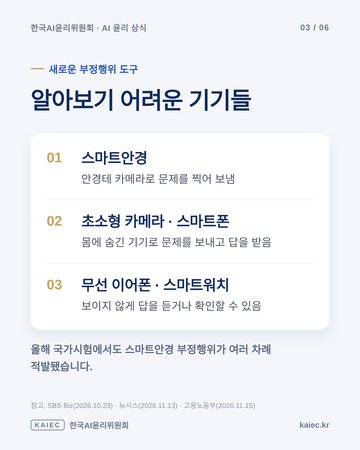 한국AI윤리위원회 · AI 윤리 상식
03 / 06
새로운 부정행위 도구
알아보기 어려운 기기들
01 스마트안경
안경테 카메라로 문제를 찍어 보냄
02 초소형 카메라 · 스마트폰
몸에 숨긴 기기로 문제를 보내고 답을 받음
03 무선 이어폰 · 스마트워치
보이지 않게 답을 듣거나 확인할 수 있음
올해 국가시험에서도 스마트안경 부정행위가 여러 차례
적발됐습니다.
참고: SBS Biz(2026.10.23) · 뉴시스(2026.11.13) · 고용노동부(2026.11.15)
KAIEC 한국AI윤리위원회
kaiec.kr